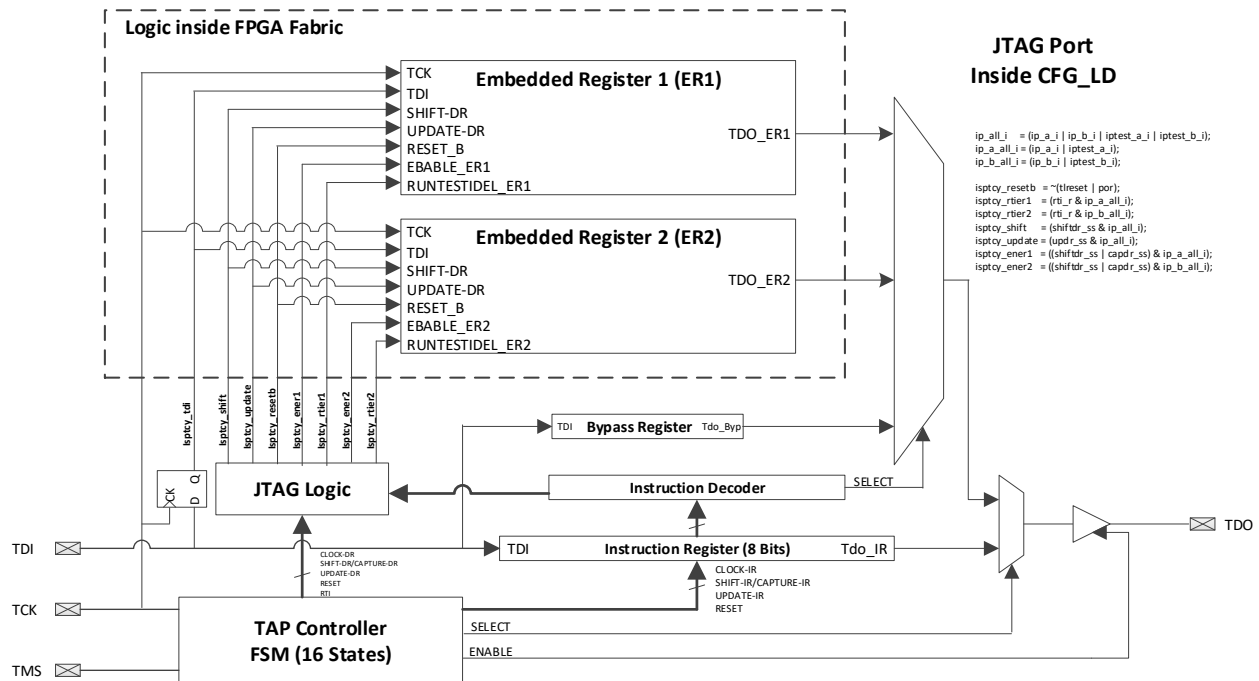 Logic inside FPGA Fabric
JTAG Port
Inside CFG_LD
Embedded Register 1 (ER1)
TCK
TDI
SHIFT-DR
UPDATE-DR
RESET_B
EBABLE_ER1
RUNTESTIDEL_ER1
TDO_ER1
Embedded Register 2 (ER2)
TCK
TDI
SHIFT-DR
UPDATE-DR
RESET_B
EBABLE_ER2
RUNTESTIDEL_ER2
TDO_ER2
ip_all_i = (ip_a_i | ip_b_i | iptest_a_i | iptest_b_i);
ip_a_all_i = (ip_a_i | iptest_a_i);
ip_b_all_i = (ip_b_i | iptest_b_i);
isptcy_resetb = ~(tlreset | por);
isptcy_rtier1 = (rti_r & ip_a_all_i);
isptcy_rtier2 = (rti_r & ip_b_all_i);
isptcy_shift = (shiftdr_ss & ip_all_i);
isptcy_update = (updr_ss & ip_all_i);
isptcy_ener1 = ((shiftdr_ss | capdr_ss) & ip_a_all_i);
isptcy_ener2 = ((shiftdr_ss | capdr_ss) & ip_b_all_i);
Isptcy_tdi
Isptcy_shift
Isptcy_update
Isptcy_resetb
Isptcy_ener1
Isptcy_rtier1
Isptcy_ener2
Isptcy_rtier2
TDI Bypass Register Tdo_Byp
CK
D Q
JTAG Logic
Instruction Decoder
SELECT
TDI
TDI Instruction Register (8 Bits) Tdo_IR
TDO
CLOCK-DR
SHIFT-DR/CAPTURE-DR
UPDATE-DR
RESET
RTI
CLOCK-IR
SHIFT-IR/CAPTURE-IR
UPDATE-IR
RESET
TCK
TAP Controller
FSM (16 States)
SELECT
ENABLE
TMS